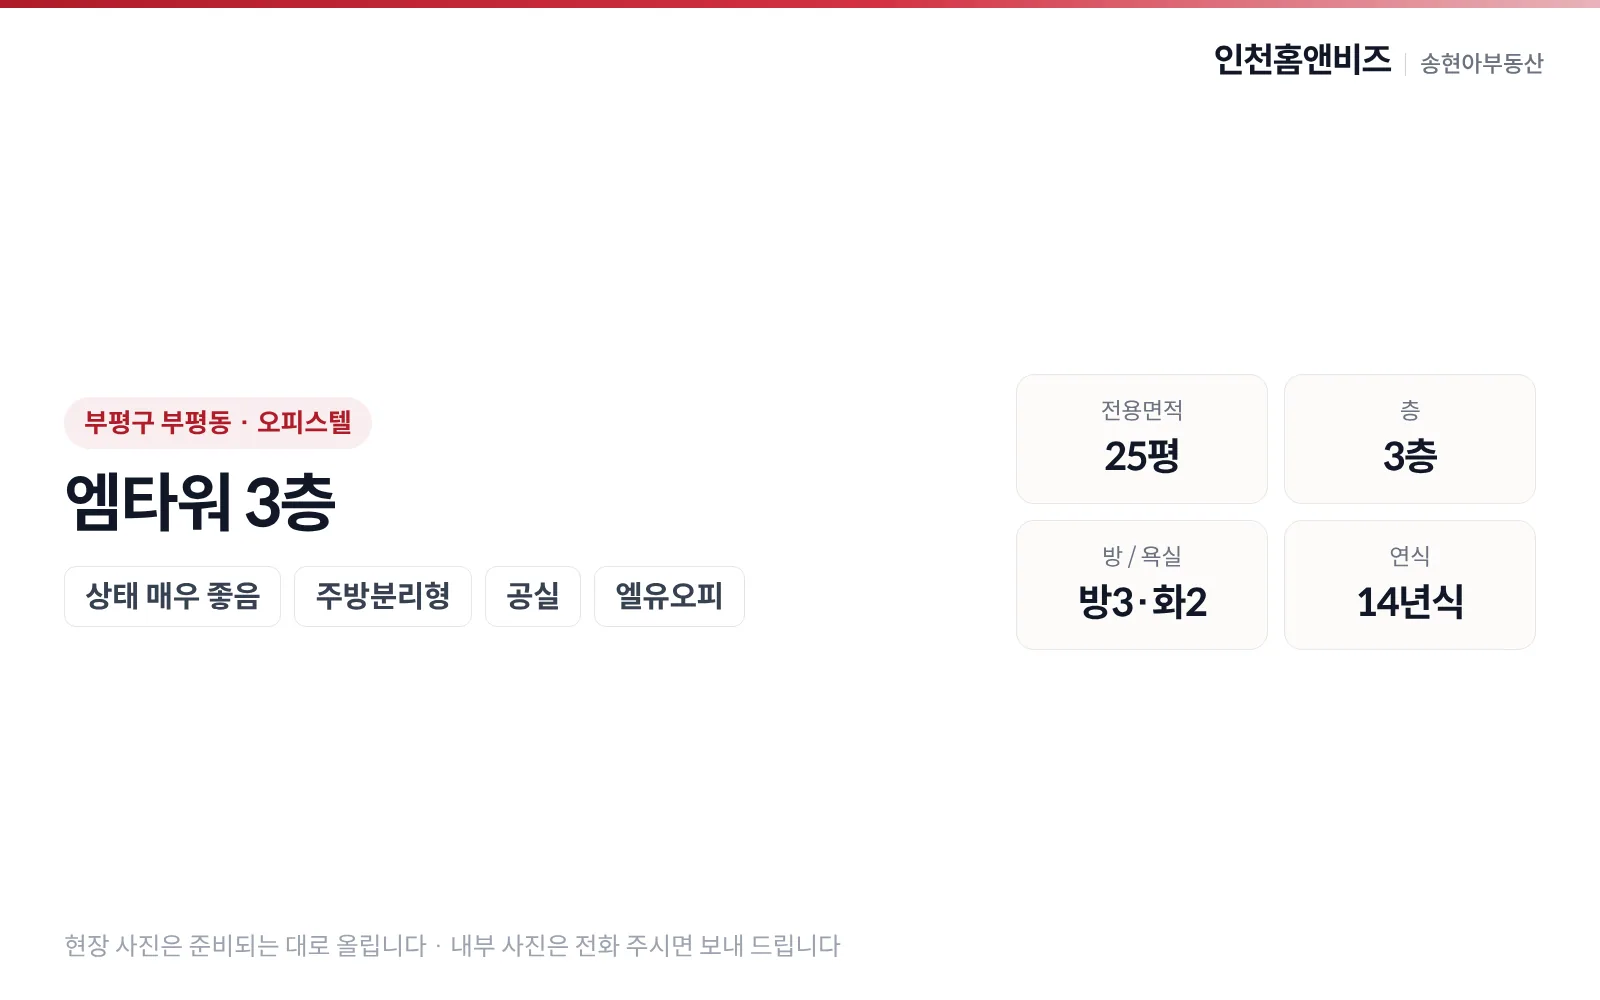 인천홈앤비즈 송현아부동산
부평구 부평동 · 오피스텔
엠타워 3층
상태 매우 좋음 주방분리형 공실 엘유오피
전용면적
25평
층
3층
방 / 욕실
방3·화2
연식
14년식
현장 사진은 준비되는 대로 올립니다 · 내부 사진은 전화 주시면 보내 드립니다